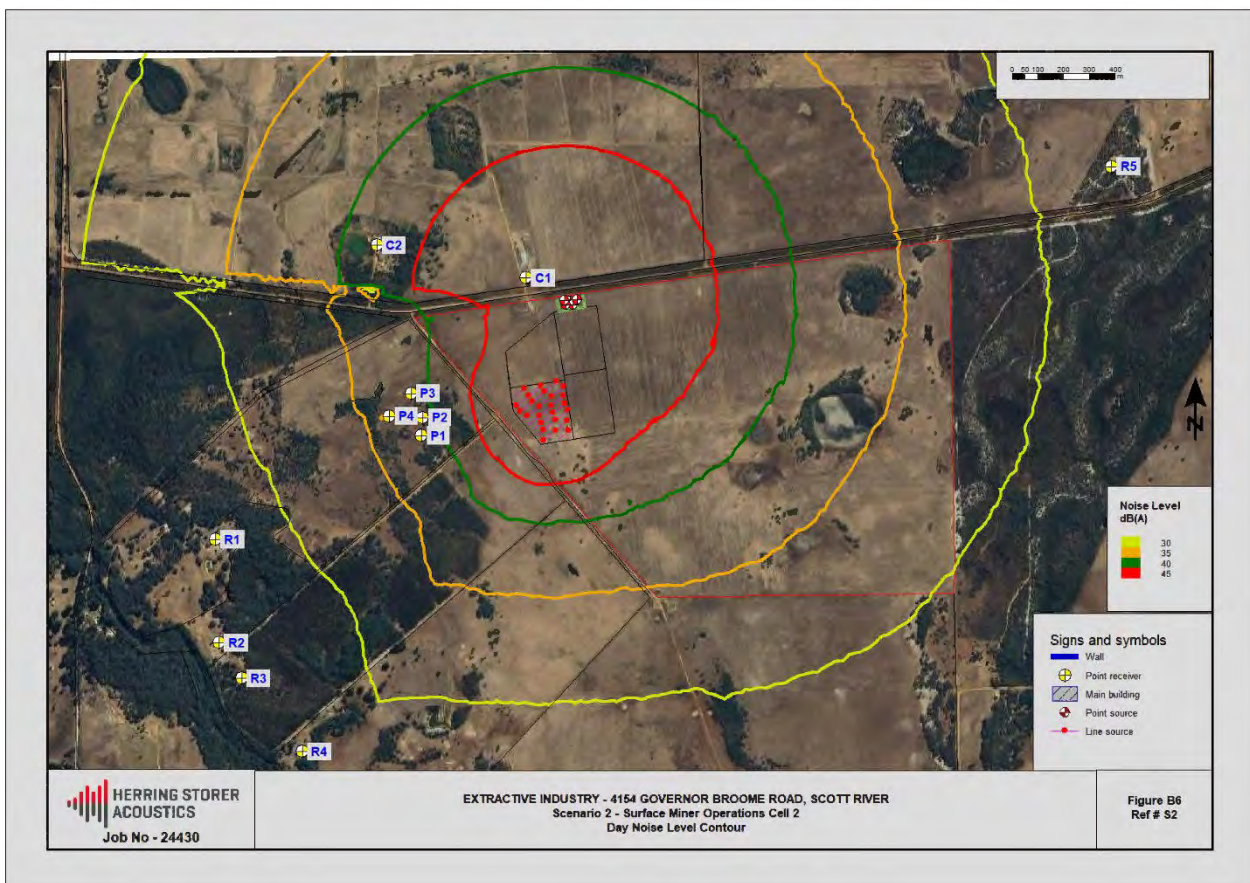 0 50 100 200 300 400
m
R5
C2
C1
P3
P4
P2
P1
R1
R2
R3
R4
N
Noise Level
dB(A)
30
35
40
45
Signs and symbols
Wall
Point receiver
Main building
Point source
Line source
HERRING STORER
ACOUSTICS
Job No - 24430
EXTRACTIVE INDUSTRY - 4154 GOVERNOR BROOME ROAD, SCOTT RIVER
Scenario 2 - Surface Miner Operations Cell 2
Day Noise Level Contour
Figure B6
Ref # S2